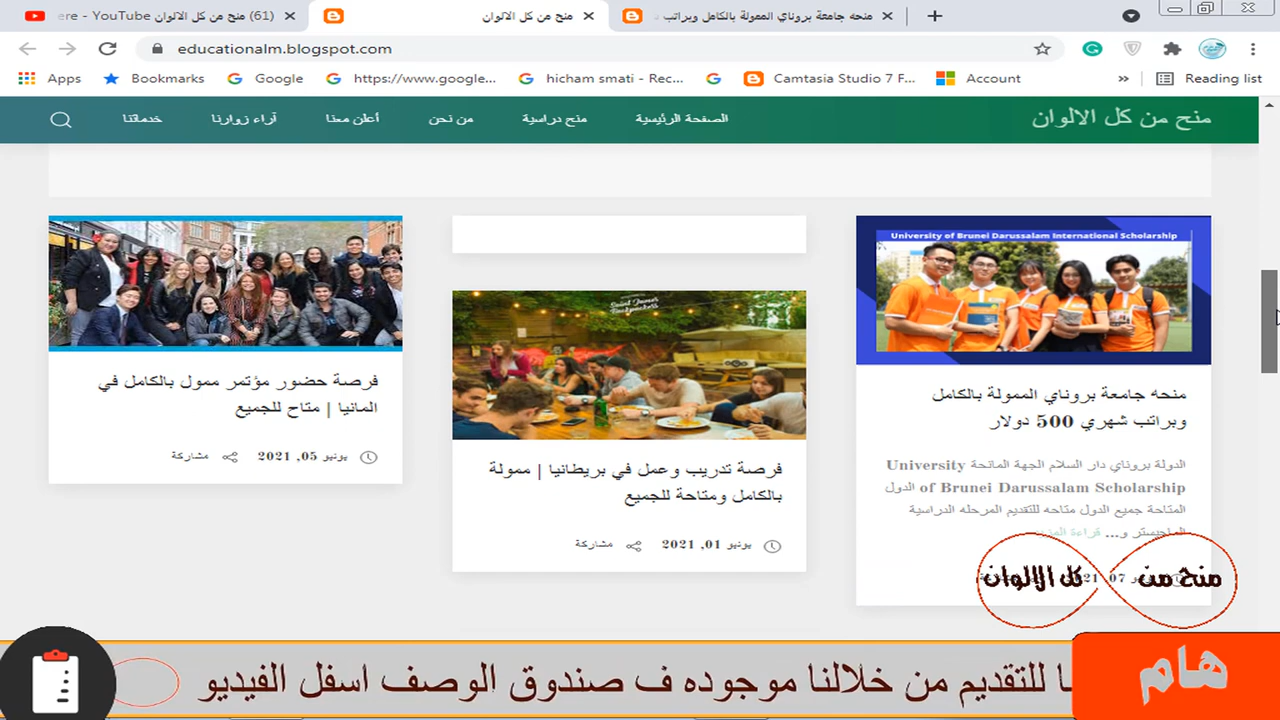 (61) منح من كل الالوان
ere - YouTube
منح من كل الالوان
منحه جامعة بروناي الممولة بالكامل وبراتب
educationalm.blogspot.com
Apps
Bookmarks
Google
https://www.google...
hicham smati - Rec...
Camtasia Studio 7 F...
Account
»
Reading list
منح من كل الالوان
الصفحة الرئيسية
منح دراسية
من نحن
أعلن معنا
آراء زوارنا
خدماتنا
University of Brunei Darussalam International Scholarship
منحه جامعة بروناي الممولة بالكامل
وبراتب شهري 500 دولار
الدولة بروناي دار السلام الجهة المانحة University
of Brunei Darussalam Scholarship الدول
المتاحة جميع الدول متاحه للتقديم المرحله الدراسية
الماجيستر و... قراءة المزيد
فرصة تدريب وعمل في بريطانيا | ممولة
بالكامل ومتاحة للجميع
يونيو 01, 2021
مشاركة
فرصة حضور مؤتمر ممول بالكامل في
المانيا | متاح للجميع
يونيو 05, 2021
مشاركة
منح من كل الالوان
هام
ا للتقديم من خلالنا موجوده ف صندوق الوصف اسفل الفيديو